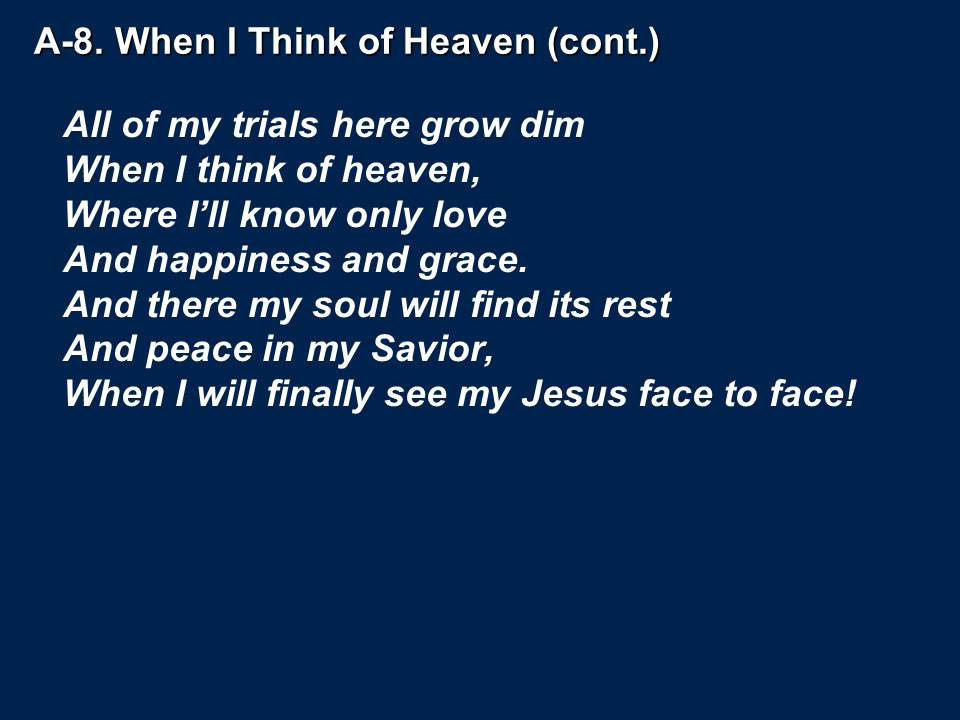 A-8. When I Think of Heaven (cont.)
All of my trials here grow dim
When I think of heaven,
Where I’ll know only love
And happiness and grace.
And there my soul will find its rest
And peace in my Savior,
When I will finally see my Jesus face to face!